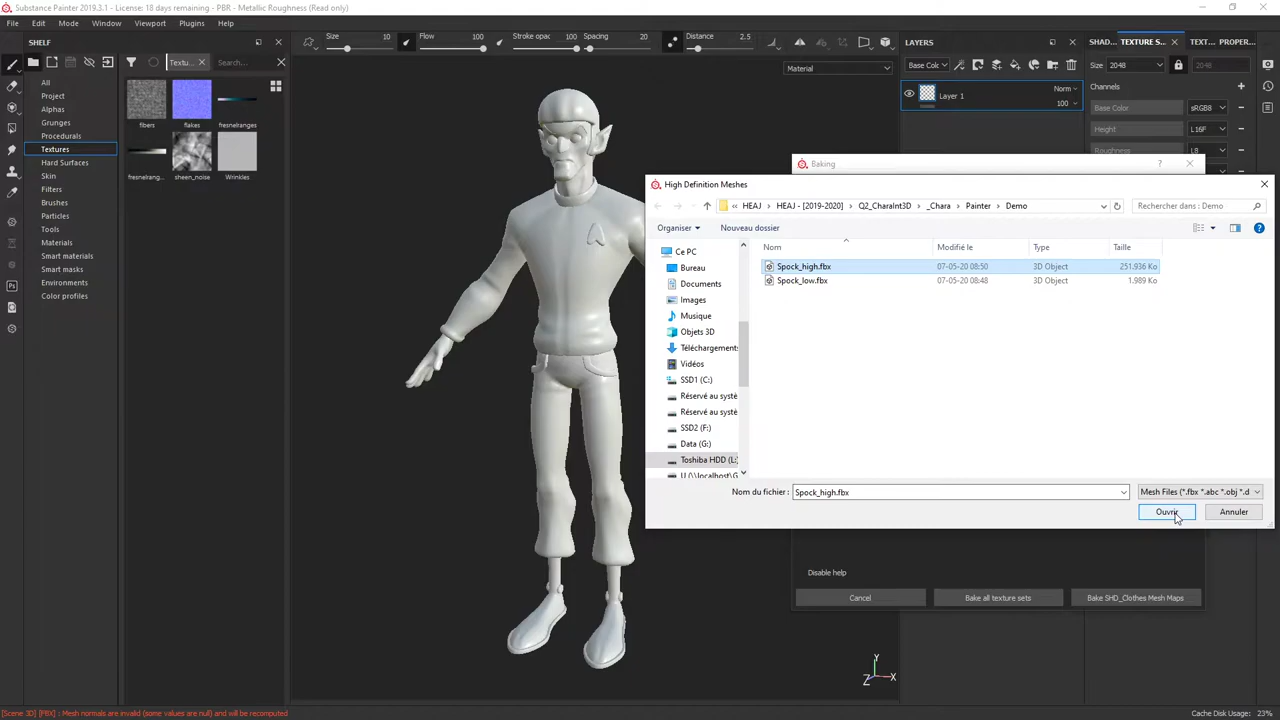 Substance Painter 2019.3.1 - License: 18 days remaining - PBR - Metallic Roughness (Read only)
File Edit Mode Window Viewport Plugins Help
SHELF
Size 10
Flow 100
Stroke opa. 100
Spacing 20
Distance 2.5
LAYERS
SHAD... TEXTURE S... TEXT... PROPER...
Textu... Search...
Material
Base Colo
Size 2048 2048
All
Project
Alphas
Grunges
Procedurals
Textures
Hard Surfaces
Skin
Filters
Brushes
Particles
Tools
Materials
Smart materials
Smart masks
Environments
Color profiles
fibers flakes fresnelranges
fresnelrang... sheen_noise Wrinkles
Layer 1 Norm
100
Channels
Base Color sRGB8
Height L16F
Roughness L8
Baking
High Definition Meshes
HEAJ > HEAJ - [2019-2020] > Q2_CharaInt3D > _Chara > Painter > Demo
Rechercher dans : Demo
Organiser Nouveau dossier
Nom Modifié le Type Taille
Spock_high.fbx 07-05-20 08:50 3D Object 251.936 Ko
Spock_low.fbx 07-05-20 08:48 3D Object 1.989 Ko
Ce PC
Bureau
Documents
Images
Musique
Objets 3D
Téléchargements
Vidéos
SSD1 (C:)
Réservé au systè
Réservé au systè
SSD2 (F:)
Data (G:)
Toshiba HDD (L:)
U (\\localhost\G
Nom du fichier : Spock_high.fbx
Mesh Files (*.fbx *.abc *.obj *.d
Ouvrir Annuler
Disable help
Cancel Bake all texture sets Bake SHD_Clothes Mesh Maps
Y
Z X
[Scene 3D] [FBX] : Mesh normals are invalid (some values are null) and will be recomputed
Cache Disk Usage: 23%